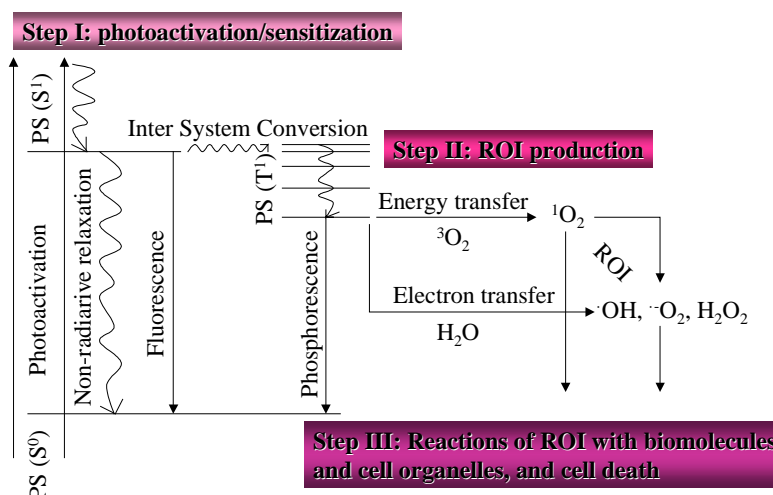 Step I: photoactivation/sensitization
PS (S¹)
Inter System Conversion
Step II: ROI production
PS (T¹)
Energy transfer
³O₂
¹O₂
ROI
Photoactivation
Non-radiarive relaxation
Fluorescence
Phosphorescence
Electron transfer
H₂O
·OH, ·-O₂, H₂O₂
PS (S⁰)
Step III: Reactions of ROI with biomolecules
and cell organelles, and cell death